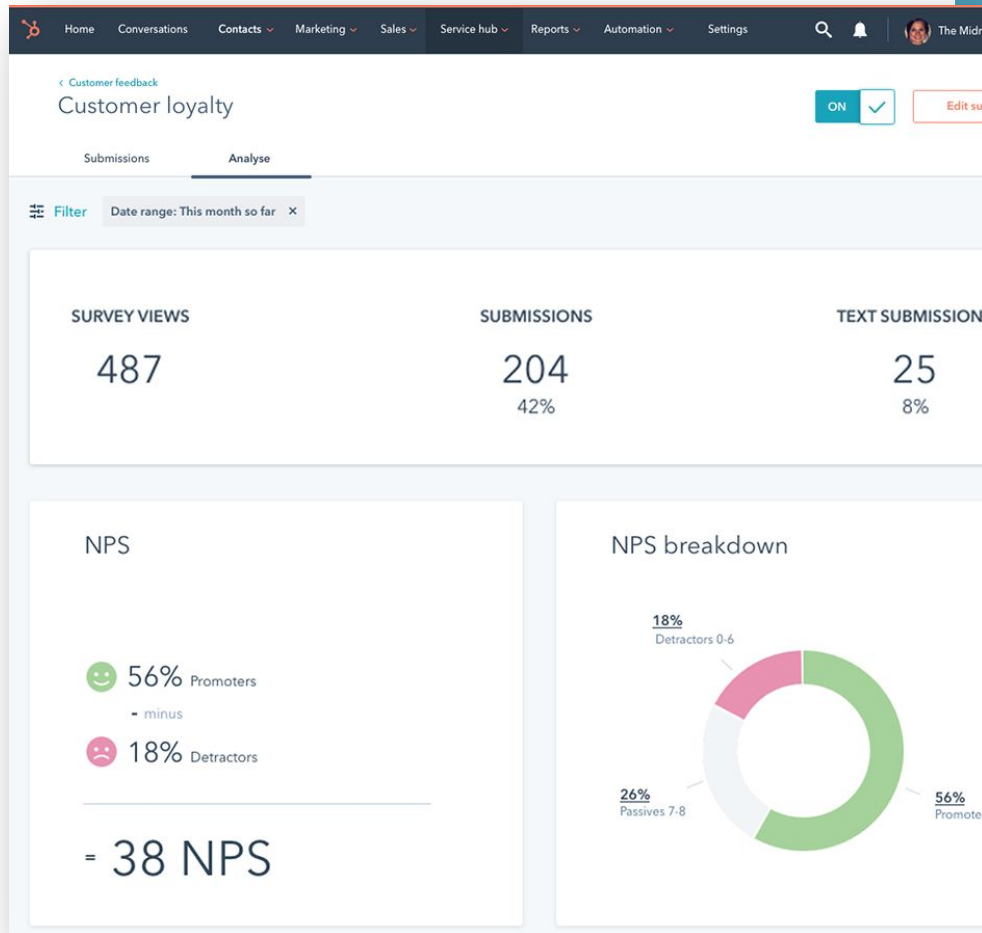 Home Conversations Contacts Marketing Sales Service hub Reports Automation Settings The Midn
Customer feedback
Customer loyalty
ON
Edit su
Submissions Analyse
Filter Date range: This month so far ×
SURVEY VIEWS SUBMISSIONS TEXT SUBMISSION
487 204 25
42% 8%
NPS
56% Promoters
- minus
18% Detractors
= 38 NPS
NPS breakdown
18%
Detractors 0-6
26%
Passives 7-8
56%
Promote